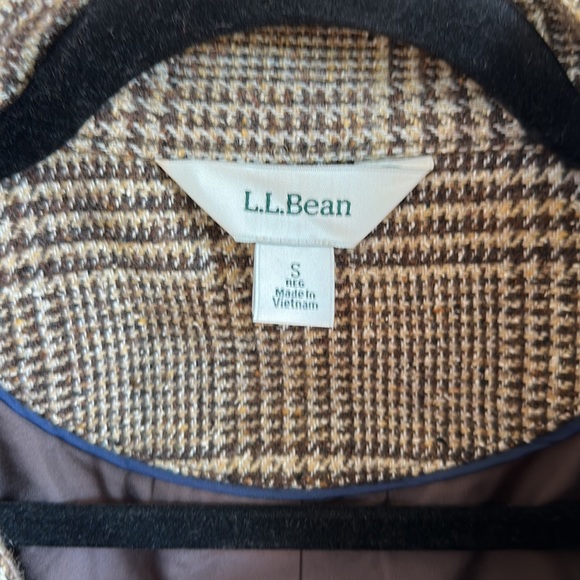 L.L.Bean
S
REG
Made In
Vietnam